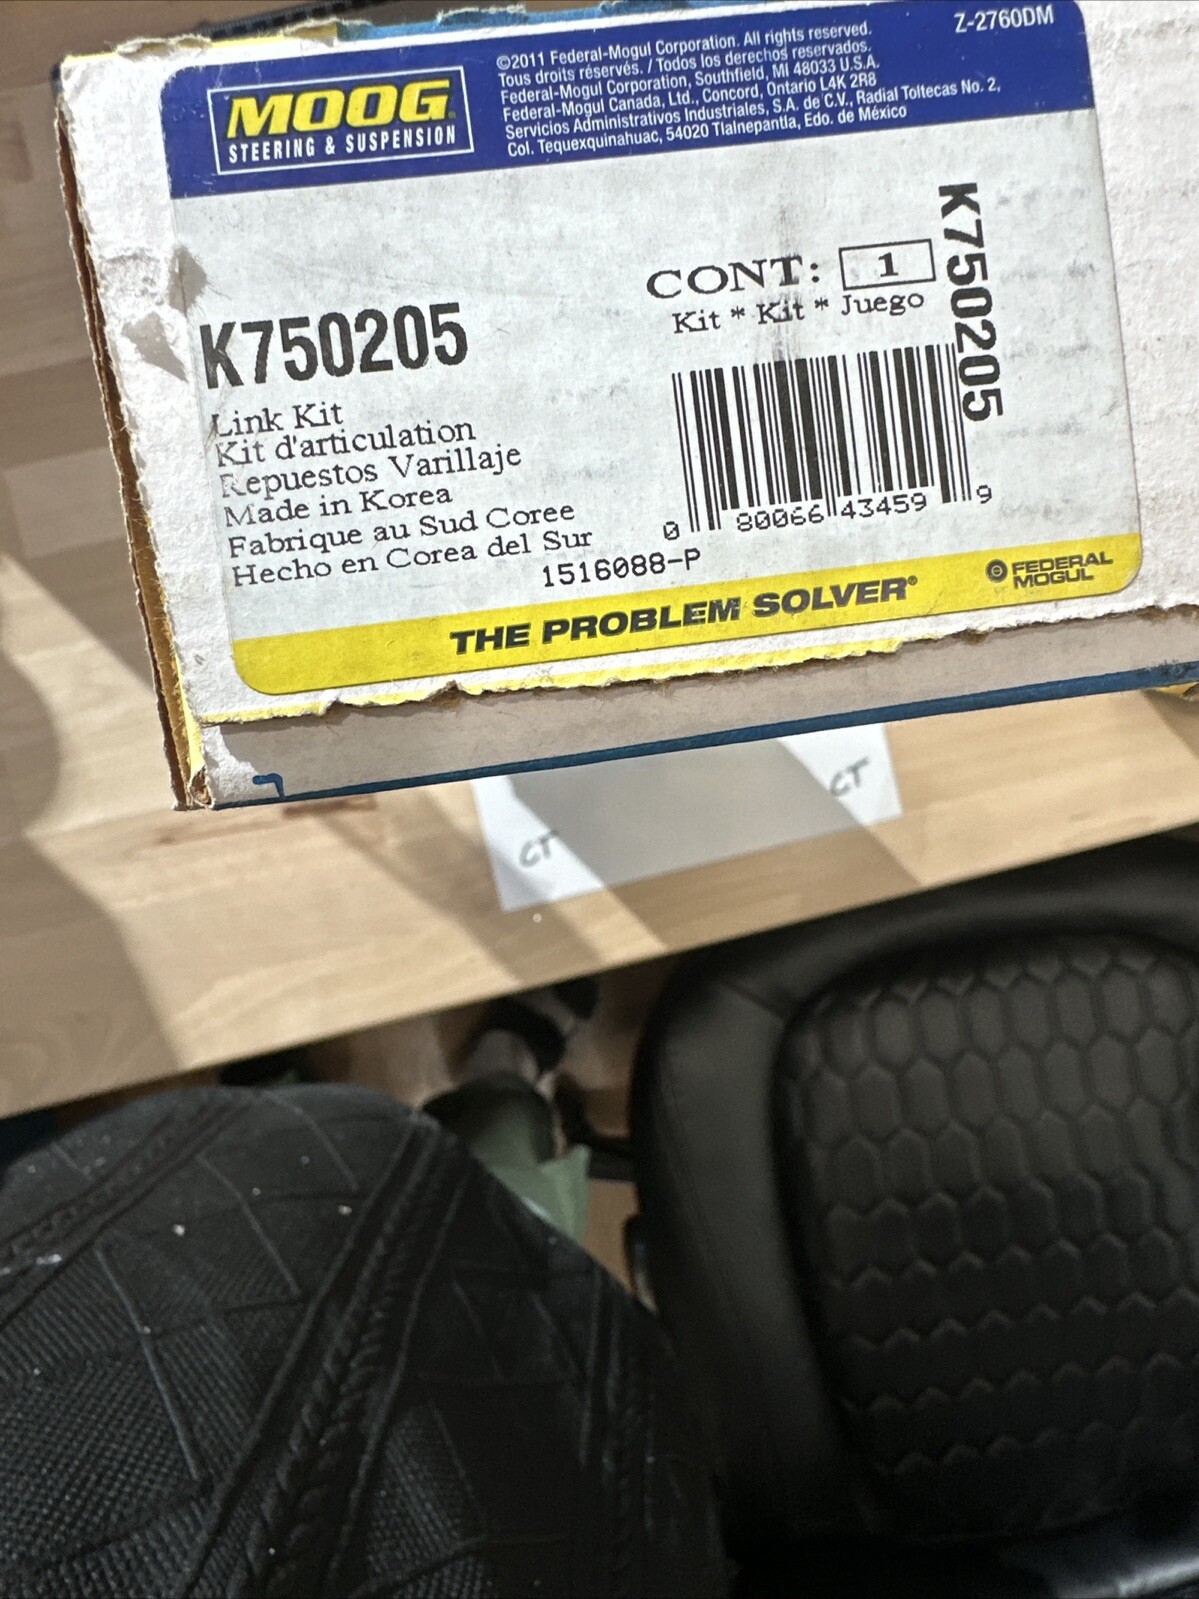 MOOG
STEERING & SUSPENSION
©2011 Federal-Mogul Corporation. All rights reserved.
Tous droits réservés. / Todos los derechos reservados.
Federal-Mogul Corporation, Southfield, MI 48033 U.S.A.
Federal-Mogul Canada, Ltd., Concord, Ontario L4K 2R8
Servicios Administrativos Industriales, S.A. de C.V., Radial Toltecas No. 2,
Col. Tequexquinahuac, 54020 Tlalnepantla, Edo. de México
Z-2760DM
K750205
Link Kit
Kit d'articulation
Repuestos Varillaje
Made in Korea
Fabrique au Sud Coree
Hecho en Corea del Sur
1516088-P
CONT: 1
Kit * Kit * Juego
K750205
0 80066 43459 9
THE PROBLEM SOLVER®
FEDERAL
MOGUL
CT
CT